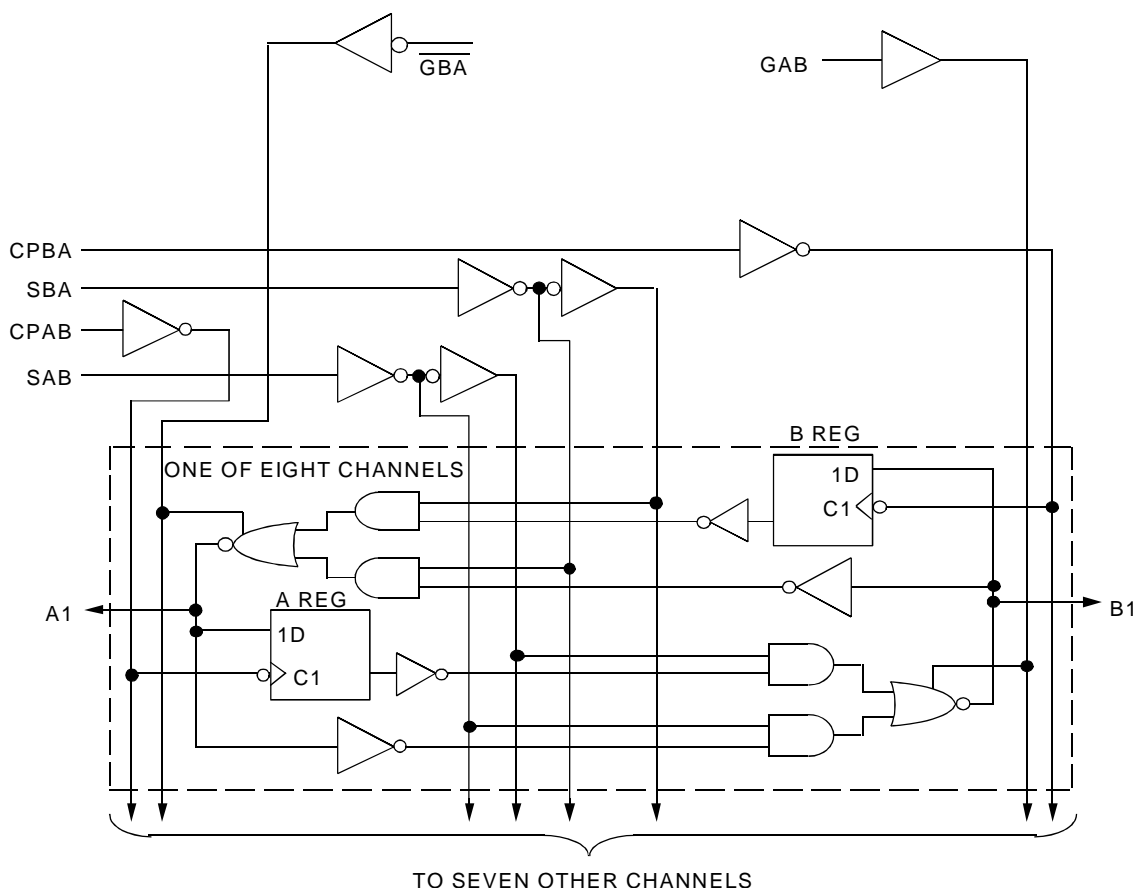 GBA
GAB
CPBA
SBA
CPAB
SAB
B REG
ONE OF EIGHT CHANNELS
1D
C1
A REG
A1
B1
1D
C1
TO SEVEN OTHER CHANNELS